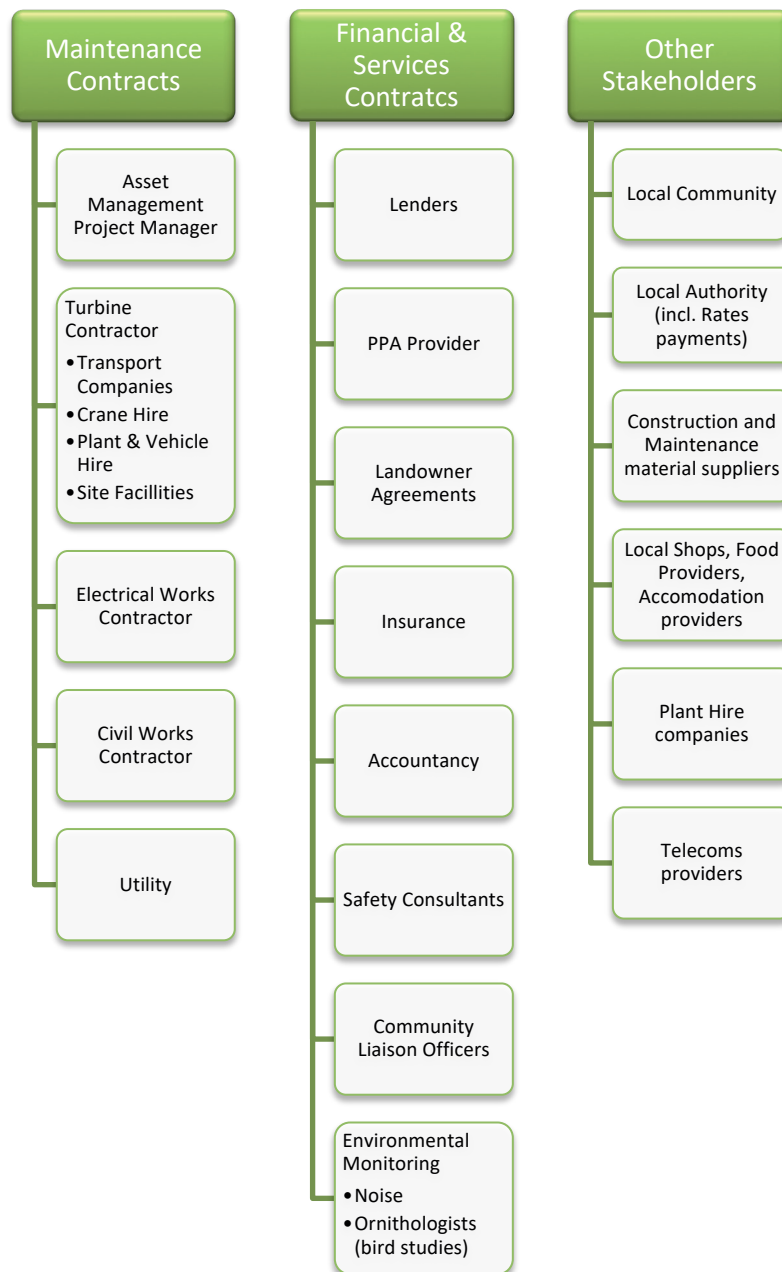 Maintenance
Contracts
Asset
Management
Project Manager
Turbine
Contractor
•Transport
Companies
•Crane Hire
•Plant & Vehicle
Hire
•Site Facillities
Electrical Works
Contractor
Civil Works
Contractor
Utility
Financial &
Services
Contratcs
Lenders
PPA Provider
Landowner
Agreements
Insurance
Accountancy
Safety Consultants
Community
Liaison Officers
Environmental
Monitoring
•Noise
•Ornithologists
(bird studies)
Other
Stakeholders
Local Community
Local Authority
(incl. Rates
payments)
Construction and
Maintenance
material suppliers
Local Shops, Food
Providers,
Accomodation
providers
Plant Hire
companies
Telecoms
providers